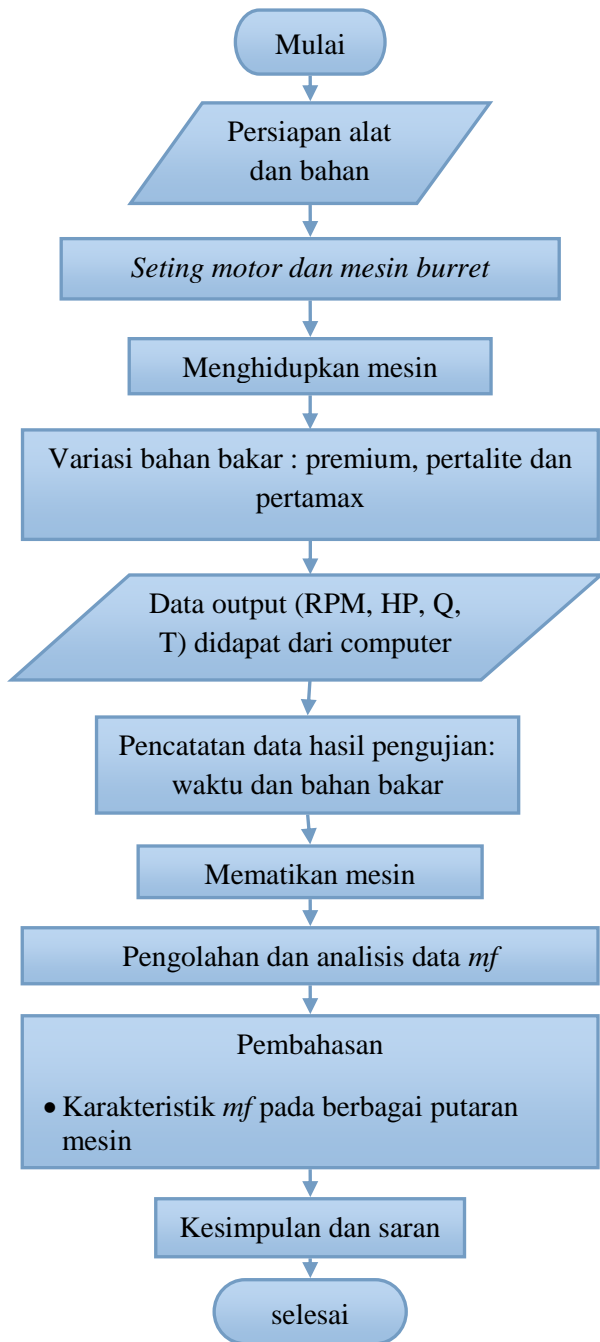 Mulai
Persiapan alat
dan bahan
Seting motor dan mesin burret
Menghidupkan mesin
Variasi bahan bakar : premium, pertalite dan
pertamax
Data output (RPM, HP, Q,
T) didapat dari computer
Pencatatan data hasil pengujian:
waktu dan bahan bakar
Mematikan mesin
Pengolahan dan analisis data mf
Pembahasan
• Karakteristik mf pada berbagai putaran
mesin
Kesimpulan dan saran
selesai